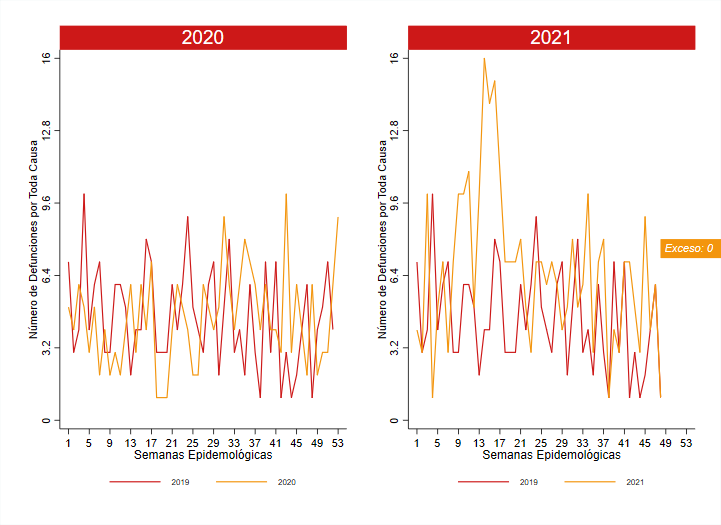 2020
Número de Defunciones por Toda Causa
16
12.8
9.6
6.4
3.2
0
1 5 9 13 17 21 25 29 33 37 41 45 49 53
Semanas Epidemológicas
2019 2020
2021
Número de Defunciones por Toda Causa
16
12.8
9.6
6.4
3.2
0
Exceso: 0
1 5 9 13 17 21 25 29 33 37 41 45 49 53
Semanas Epidemológicas
2019 2021